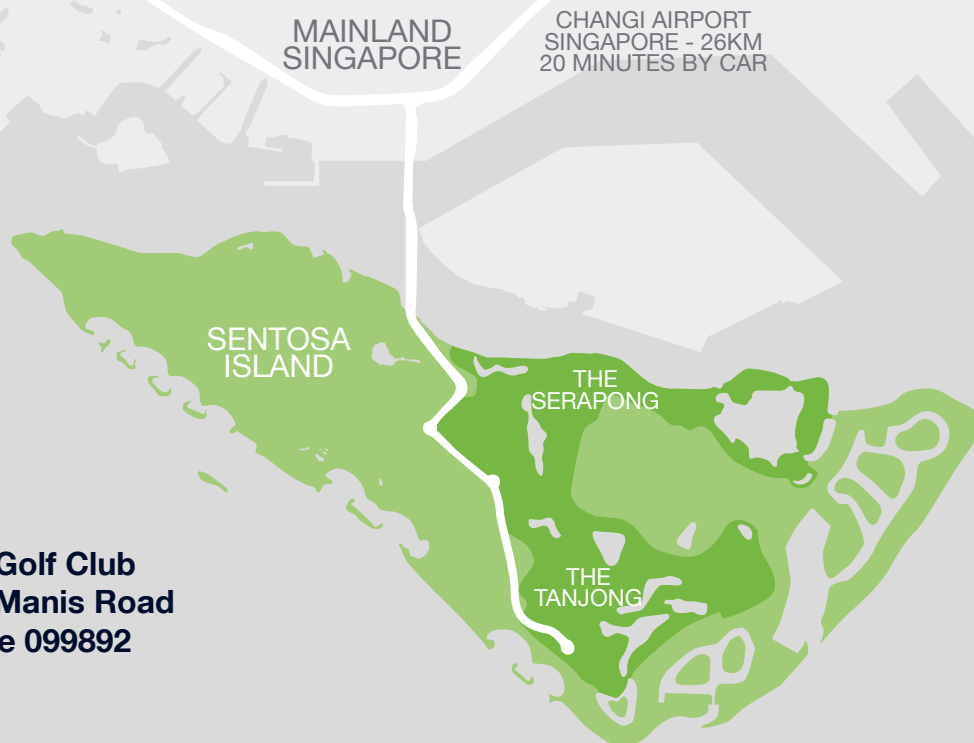 MAINLAND
SINGAPORE
CHANGI AIRPORT
SINGAPORE - 26KM
20 MINUTES BY CAR
SENTOSA
ISLAND
THE
SERAPONG
THE
TANJONG
Golf Club
Manis Road
e 099892